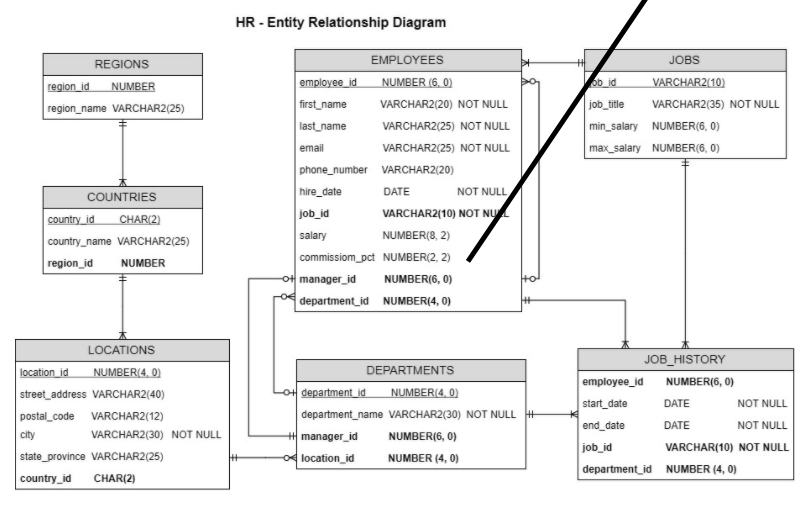 HR - Entity Relationship Diagram
REGIONS
region_id NUMBER
region_name VARCHAR2(25)
COUNTRIES
country_id CHAR(2)
country_name VARCHAR2(25)
region_id NUMBER
LOCATIONS
location_id NUMBER(4, 0)
street_address VARCHAR2(40)
postal_code VARCHAR2(12)
city VARCHAR2(30) NOT NULL
state_province VARCHAR2(25)
country_id CHAR(2)
EMPLOYEES
employee_id NUMBER (6, 0)
first_name VARCHAR2(20) NOT NULL
last_name VARCHAR2(25) NOT NULL
email VARCHAR2(25) NOT NULL
phone_number VARCHAR2(20)
hire_date DATE NOT NULL
job_id VARCHAR2(10) NOT NULL
salary NUMBER(8, 2)
commissiom_pct NUMBER(2, 2)
manager_id NUMBER(6, 0)
department_id NUMBER(4, 0)
DEPARTMENTS
department_id NUMBER(4, 0)
department_name VARCHAR2(30) NOT NULL
manager_id NUMBER(6, 0)
location_id NUMBER (4, 0)
JOBS
job_id VARCHAR2(10)
job_title VARCHAR2(35) NOT NULL
min_salary NUMBER(6, 0)
max_salary NUMBER(6, 0)
JOB_HISTORY
employee_id NUMBER(6, 0)
start_date DATE NOT NULL
end_date DATE NOT NULL
job_id VARCHAR(10) NOT NULL
department_id NUMBER (4, 0)